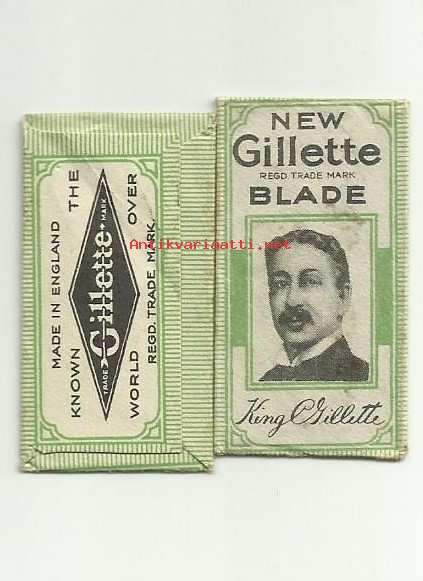 MADE IN ENGLAND
KNOWN THE
TRADE Gillette MARK
WORLD OVER
REGD. TRADE MARK.
NEW
Gillette
REGD. TRADE MARK
BLADE
King C Gillette
Antikvariaatti.net